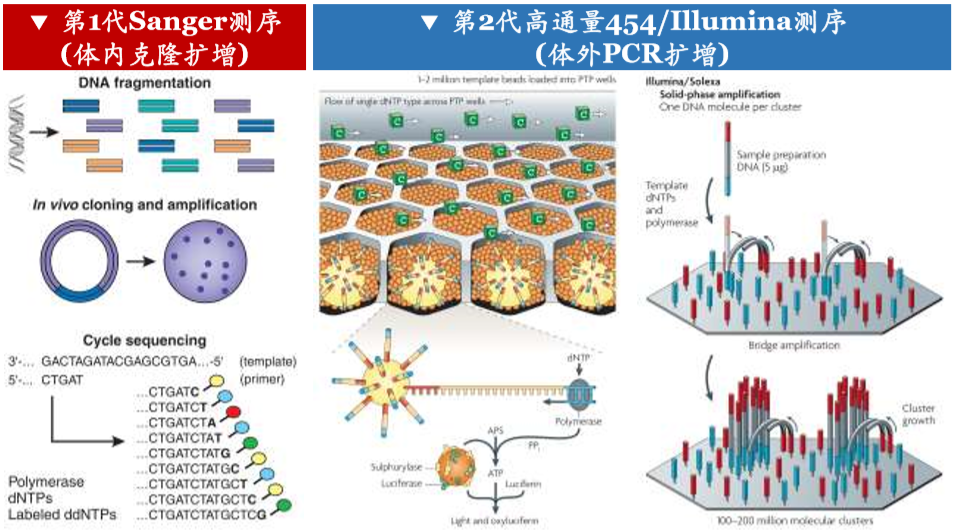 ▼ 第1代Sanger测序
(体内克隆扩增)
▼ 第2代高通量454/Illumina测序
(体外PCR扩增)
DNA fragmentation
In vivo cloning and amplification
Cycle sequencing
3'-... GACTAGATACGAGCGTGA...-5' (template)
5'-... CTGAT (primer)
...CTGATC
...CTGATCT
...CTGATCTA
...CTGATCTAT
...CTGATCTATG
...CTGATCTATGC
...CTGATCTATGCT
...CTGATCTATGCTC
...CTGATCTATGCTCG
Polymerase
dNTPs
Labeled ddNTPs
1–2 million template beads loaded into PTP wells
Flow of single dNTP type across PTP wells
C C C C C
C
C
C C
C C
C
dNTP
Polymerase
APS
PPi
Sulphurylase
Luciferase
ATP
Luciferin
Light and oxyluciferin
Illumina/Solexa
Solid-phase amplification
One DNA molecule per cluster
Sample preparation
DNA (5 µg)
Template
dNTPs
and
polymerase
Bridge amplification
Cluster
growth
100–200 million molecular clusters